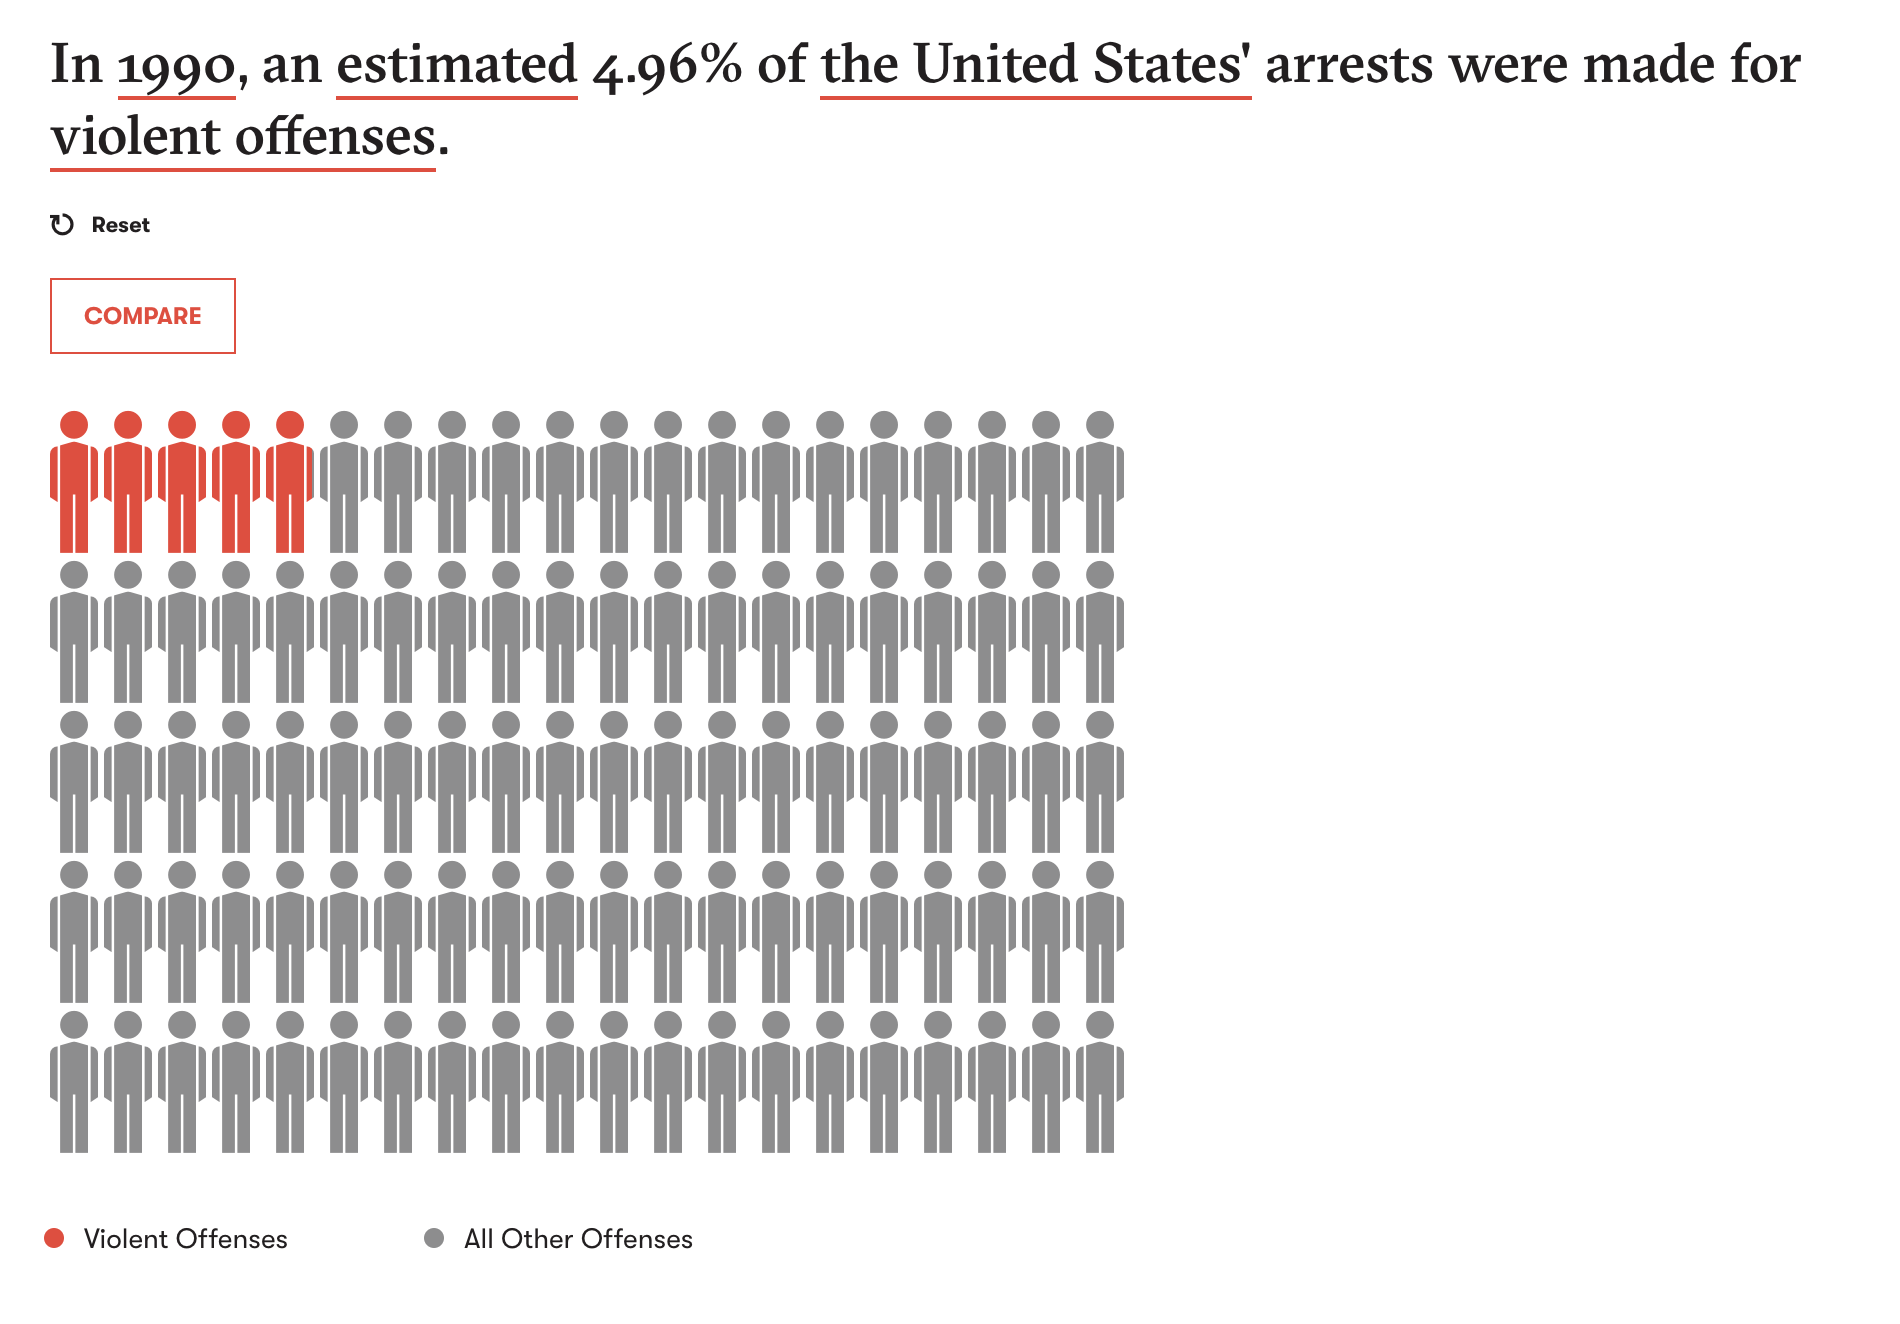 In 1990, an estimated 4.96% of the United States' arrests were made for
violent offenses.
Reset
COMPARE
Violent Offenses
All Other Offenses